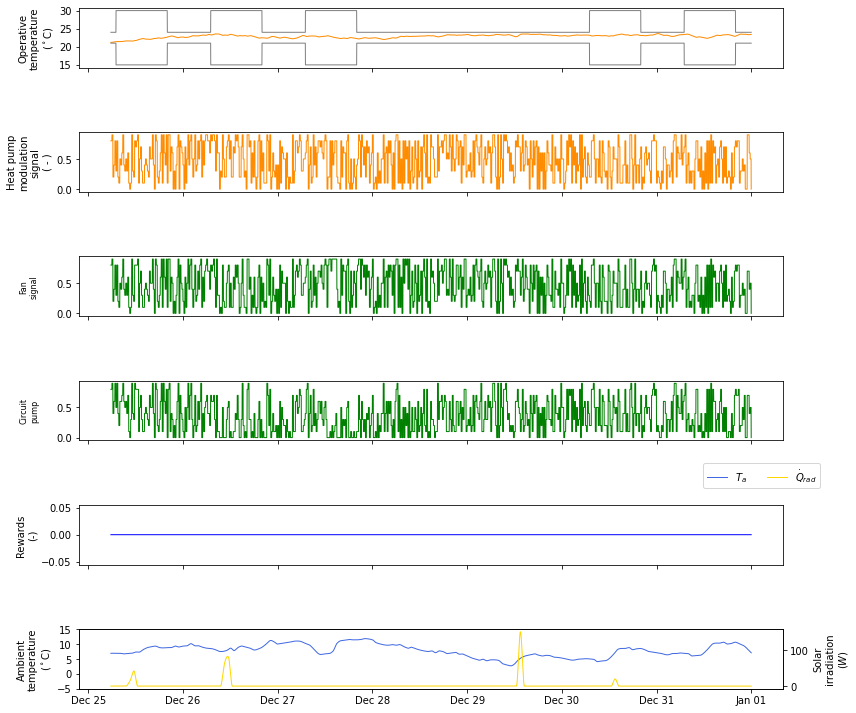 Operative
temperature
(°C)
30
25
20
15
Heat pump
modulation
signal
( - )
0.5
0.0
Fan
signal
0.5
0.0
Circuit
pump
0.5
0.0
T_a
Q̇_rad
Rewards
(-)
0.05
0.00
−0.05
Ambient
temperature
(°C)
15
10
5
0
−5
100
0
Solar
irradiation
(W)
Dec 25 Dec 26 Dec 27 Dec 28 Dec 29 Dec 30 Dec 31 Jan 01